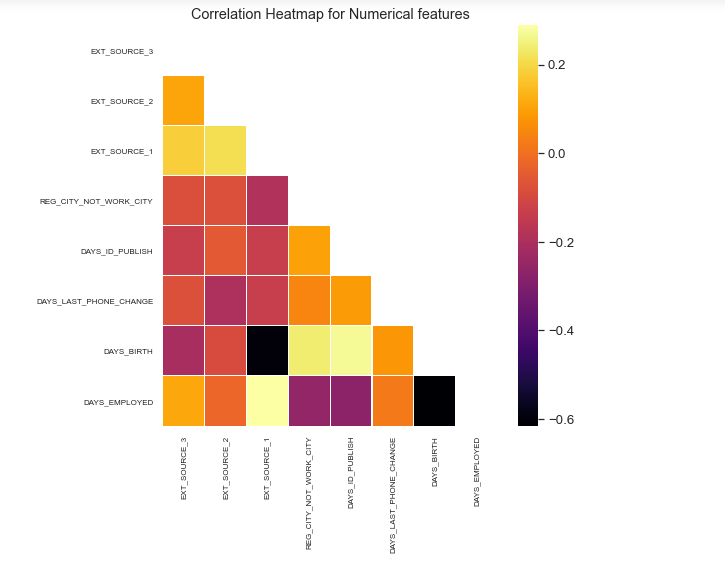 Correlation Heatmap for Numerical features
EXT_SOURCE_3
EXT_SOURCE_2
EXT_SOURCE_1
REG_CITY_NOT_WORK_CITY
DAYS_ID_PUBLISH
DAYS_LAST_PHONE_CHANGE
DAYS_BIRTH
DAYS_EMPLOYED
EXT_SOURCE_3
EXT_SOURCE_2
EXT_SOURCE_1
REG_CITY_NOT_WORK_CITY
DAYS_ID_PUBLISH
DAYS_LAST_PHONE_CHANGE
DAYS_BIRTH
DAYS_EMPLOYED
0.2
0.0
−0.2
−0.4
−0.6